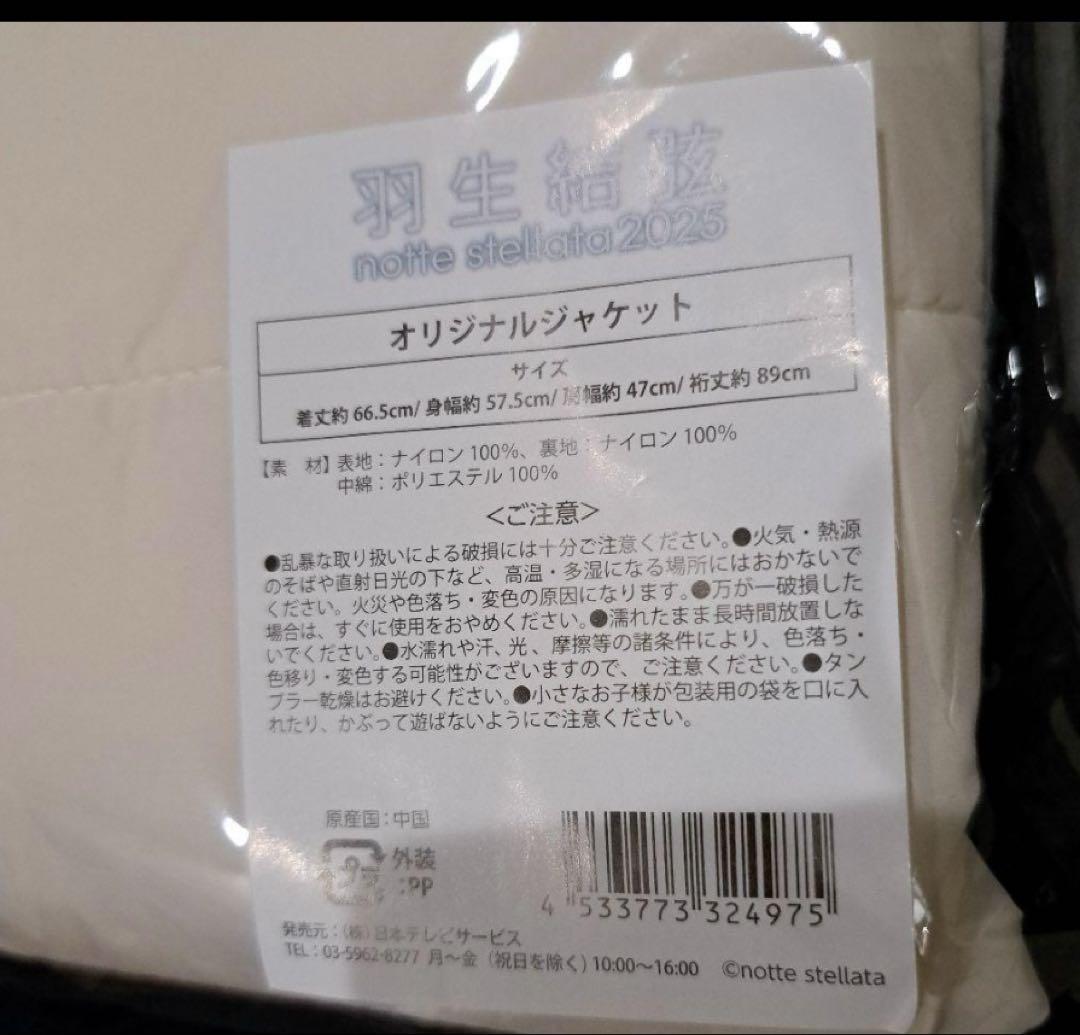 羽生結弦
notte stellata 2025
オリジナルジャケット
サイズ
着丈約 66.5cm/ 身幅約 57.5cm/ 肩幅約 47cm/ 裄丈約 89cm
【素　材】表地：ナイロン 100%、裏地：ナイロン 100%
中綿：ポリエステル 100%
＜ご注意＞
●乱暴な取り扱いによる破損には十分ご注意ください。●火気・熱源
のそばや直射日光の下など、高温・多湿になる場所にはおかないで
ください。火災や色落ち・変色の原因になります。●万が一破損した
場合は、すぐに使用をおやめください。●濡れたまま長時間放置しな
いでください。●水濡れや汗、光、摩擦等の諸条件により、色落ち・
色移り・変色する可能性がございますので、ご注意ください。●タン
ブラー乾燥はお避けください。●小さなお子様が包装用の袋を口に入
れたり、かぶって遊ばないようにご注意ください。
原産国：中国
プラ
外装
：PP
4 533773 324975
発売元：（株）日本テレビサービス
TEL：03-5962-8277 月～金（祝日を除く）10:00～16:00 ©notte stellata